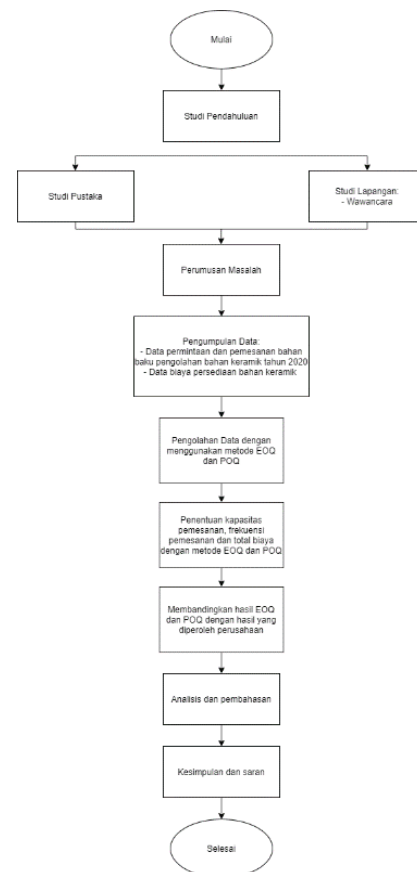 Mulai
Studi Pendahuluan
Studi Pustaka
Studi Lapangan:
- Wawancara
Perumusan Masalah
Pengumpulan Data:
- Data permintaan dan pemesanan bahan
baku pengolahan bahan keramik tahun 2020
- Data biaya persediaan bahan keramik
Pengolahan Data dengan
menggunakan metode EOQ
dan POQ
Penentuan kapasitas
pemesanan, frekuensi
pemesanan dan total biaya
dengan metode EOQ dan POQ
Membandingkan hasil EOQ
dan POQ dengan hasil yang
diperoleh perusahaan
Analisis dan pembahasan
Kesimpulan dan saran
Selesai